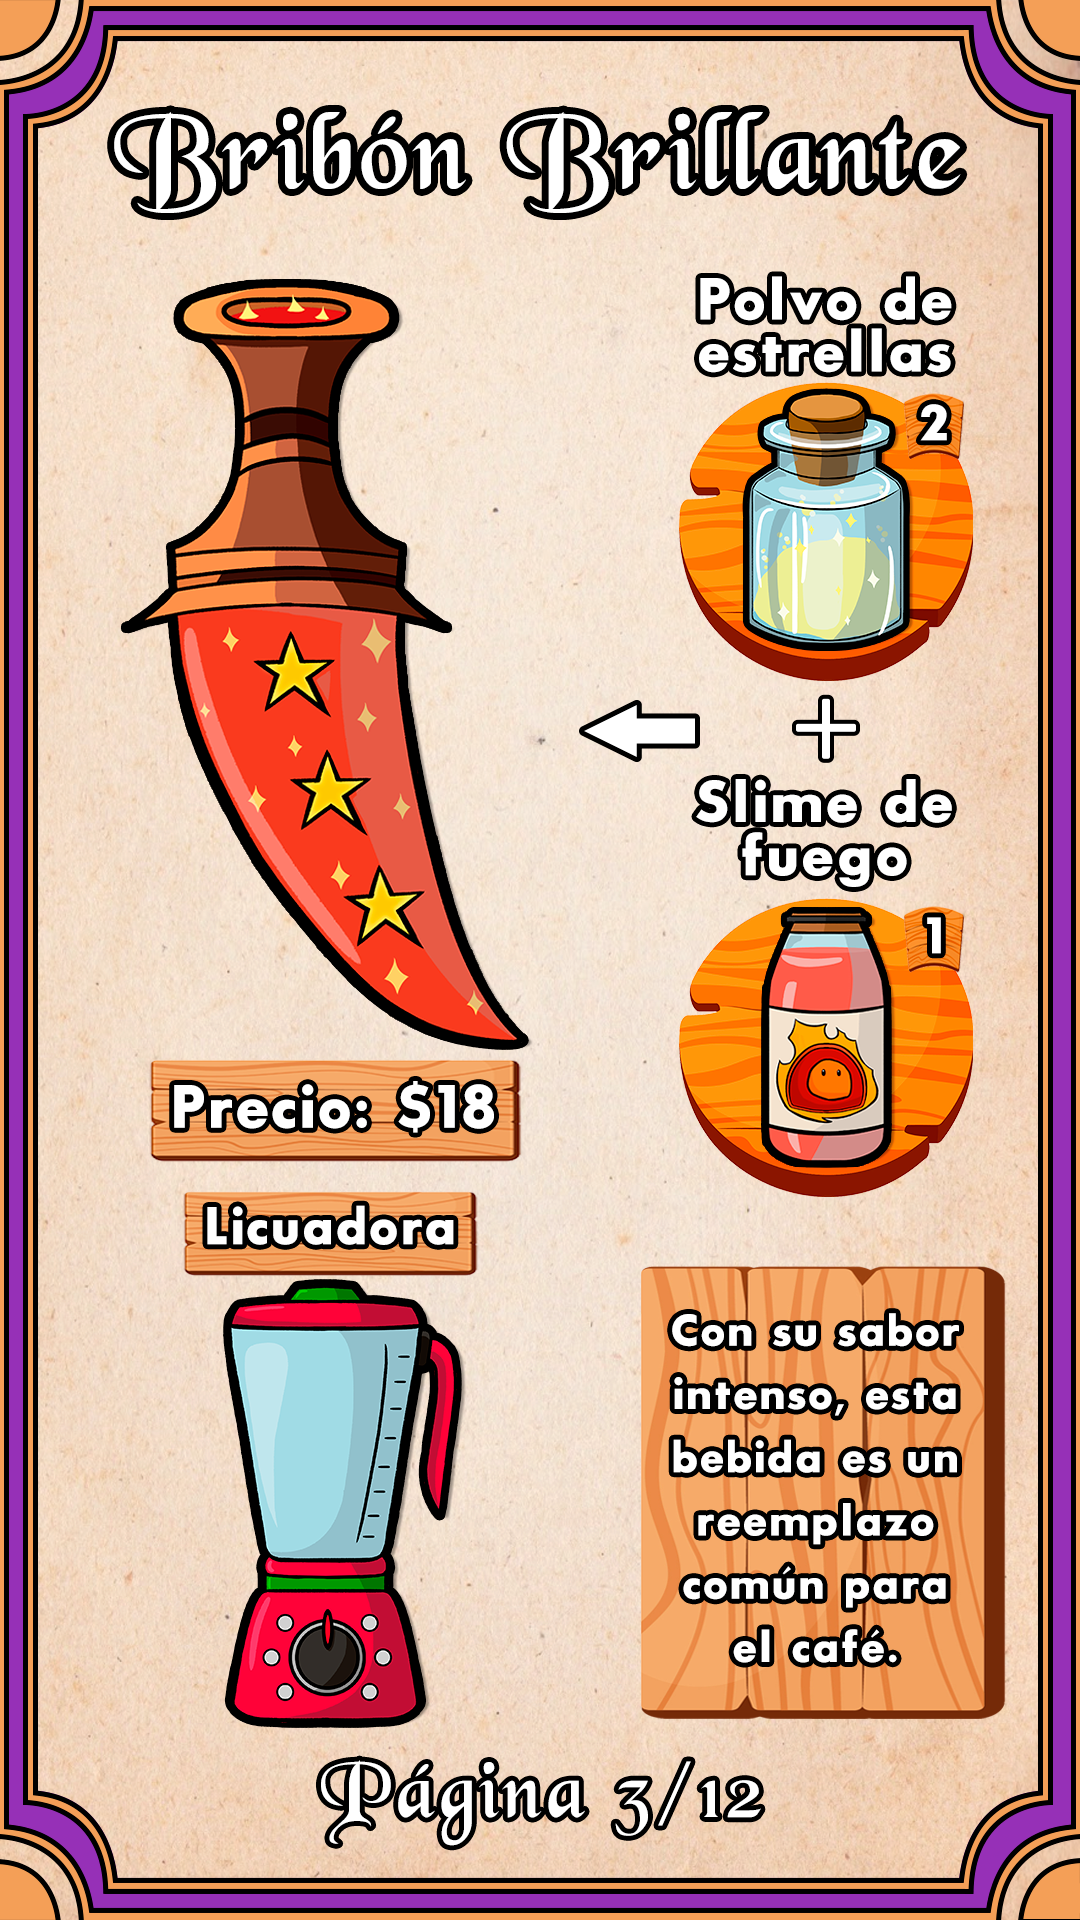 Bribón Brillante
Polvo de
estrellas
2
+
Slime de
fuego
1
Precio: $18
Licuadora
Con su sabor
intenso, esta
bebida es un
reemplazo
común para
el café.
Página 3/12